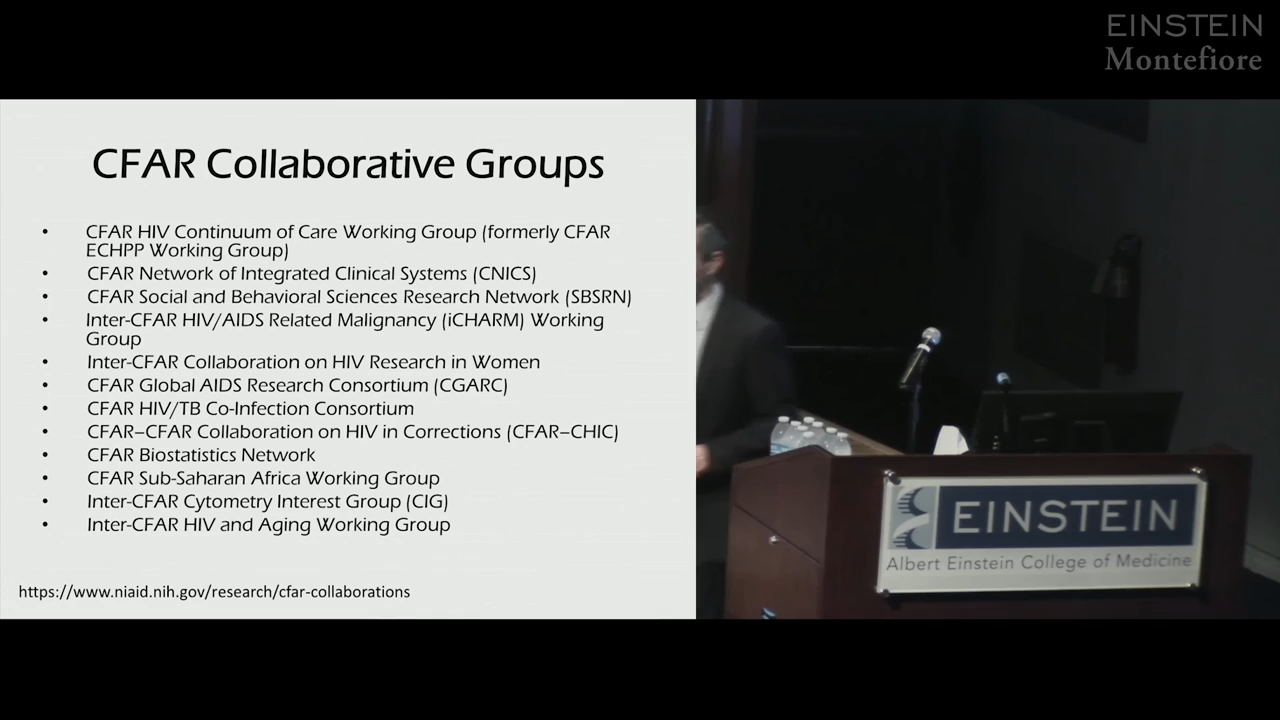 EINSTEIN
Montefiore
CFAR Collaborative Groups
• CFAR HIV Continuum of Care Working Group (formerly CFAR
ECHPP Working Group)
• CFAR Network of Integrated Clinical Systems (CNICS)
• CFAR Social and Behavioral Sciences Research Network (SBSRN)
• Inter-CFAR HIV/AIDS Related Malignancy (iCHARM) Working
Group
• Inter-CFAR Collaboration on HIV Research in Women
• CFAR Global AIDS Research Consortium (CGARC)
• CFAR HIV/TB Co-Infection Consortium
• CFAR–CFAR Collaboration on HIV in Corrections (CFAR–CHIC)
• CFAR Biostatistics Network
• CFAR Sub-Saharan Africa Working Group
• Inter-CFAR Cytometry Interest Group (CIG)
• Inter-CFAR HIV and Aging Working Group
https://www.niaid.nih.gov/research/cfar-collaborations
EINSTEIN
Albert Einstein College of Medicine